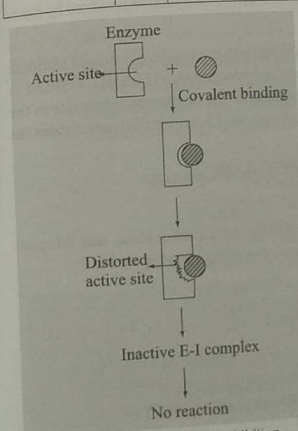 Enzyme
Active site
+
Covalent binding
Distorted
active site
Inactive E-I complex
No reaction